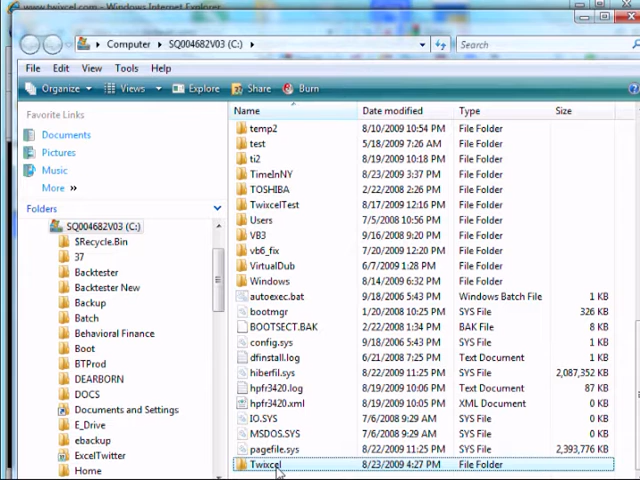 www.twixcel.com - Windows Internet Explorer
Computer SQ004682V03 (C:) Search
File Edit View Tools Help
Organize Views Explore Share Burn
Favorite Links
Documents
Pictures
Music
More »
Folders
SQ004682V03 (C:)
$Recycle.Bin
37
Backtester
Backtester New
Backup
Batch
Behavioral Finance
Boot
BTProd
DEARBORN
DOCS
Documents and Settings
E_Drive
ebackup
ExcelTwitter
Home
Name Date modified Type Size
temp2 8/10/2009 10:54 PM File Folder
test 5/18/2009 7:26 AM File Folder
ti2 8/19/2009 10:18 PM File Folder
TimeInNY 8/23/2009 3:37 PM File Folder
TOSHIBA 2/22/2008 2:26 PM File Folder
TwixcelTest 8/17/2009 12:16 PM File Folder
Users 7/5/2008 10:56 PM File Folder
VB3 9/16/2008 9:20 PM File Folder
vb6_fix 7/20/2009 12:20 PM File Folder
VirtualDub 6/7/2009 1:28 PM File Folder
Windows 8/14/2009 6:32 PM File Folder
autoexec.bat 9/18/2006 5:43 PM Windows Batch File 1 KB
bootmgr 1/20/2008 10:25 PM SYS File 326 KB
BOOTSECT.BAK 2/22/2008 1:34 PM BAK File 8 KB
config.sys 9/18/2006 5:43 PM SYS File 1 KB
dfinstall.log 6/21/2008 7:25 PM Text Document 1 KB
hiberfil.sys 8/22/2009 11:25 PM SYS File 2,087,352 KB
hpfr3420.log 8/19/2009 10:06 PM Text Document 87 KB
hpfr3420.xml 8/19/2009 10:05 PM XML Document 1 KB
IO.SYS 7/6/2008 9:29 AM SYS File 0 KB
MSDOS.SYS 7/6/2008 9:29 AM SYS File 0 KB
pagefile.sys 8/22/2009 11:25 PM SYS File 2,393,776 KB
Twixcel 8/23/2009 4:27 PM File Folder